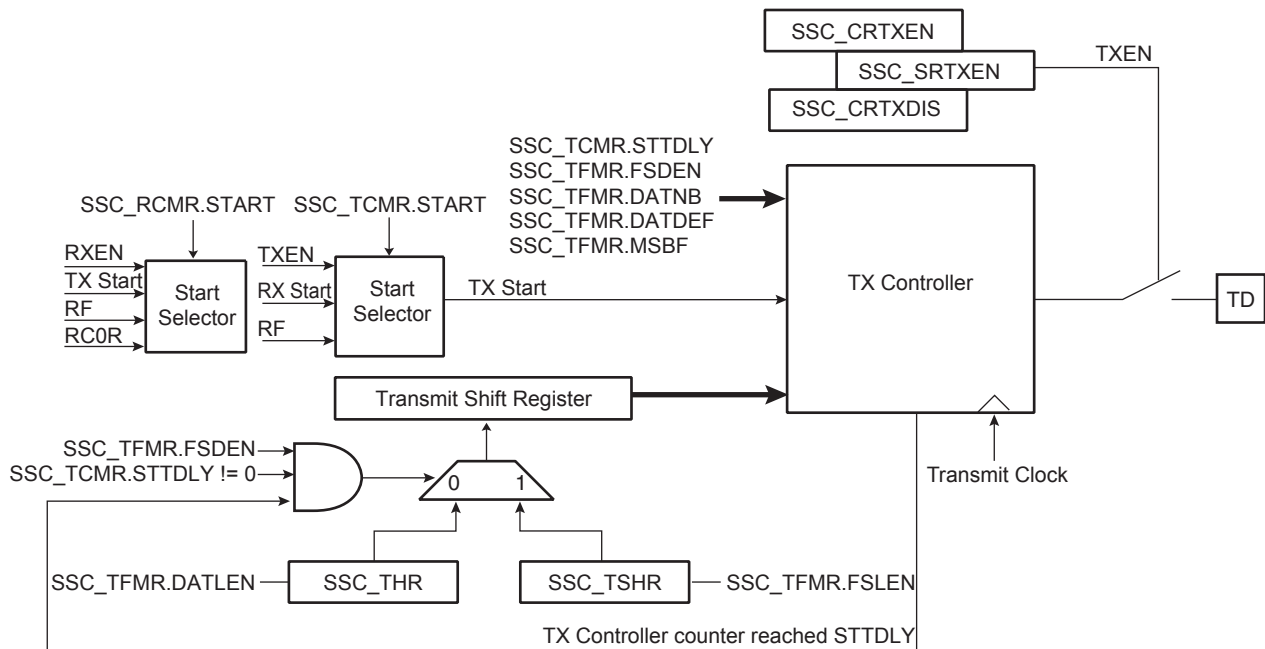 SSC_CRTXEN
SSC_SRTXEN
SSC_CRTXDIS
TXEN
SSC_TCMR.STTDLY
SSC_TFMR.FSDEN
SSC_TFMR.DATNB
SSC_TFMR.DATDEF
SSC_TFMR.MSBF
SSC_RCMR.START
SSC_TCMR.START
RXEN
TX Start
RF
RC0R
Start
Selector
TXEN
RX Start
RF
Start
Selector
TX Start
TX Controller
TD
Transmit Shift Register
SSC_TFMR.FSDEN
SSC_TCMR.STTDLY != 0
0
1
Transmit Clock
SSC_TFMR.DATLEN
SSC_THR
SSC_TSHR
SSC_TFMR.FSLEN
TX Controller counter reached STTDLY